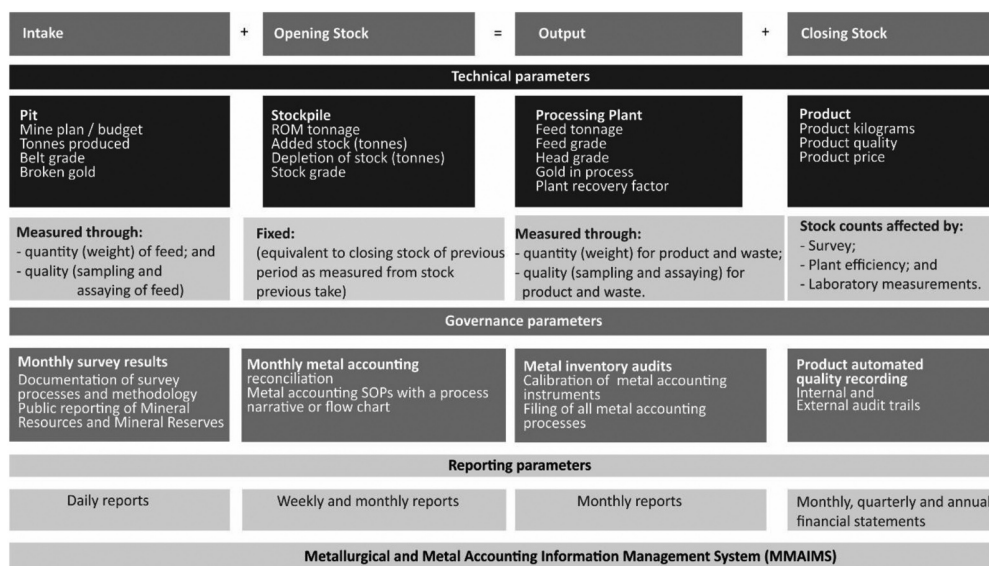 Intake + Opening Stock = Output + Closing Stock
Technical parameters
Pit
Mine plan / budget
Tonnes produced
Belt grade
Broken gold
Stockpile
ROM tonnage
Added stock (tonnes)
Depletion of stock (tonnes)
Stock grade
Processing Plant
Feed tonnage
Feed grade
Head grade
Gold in process
Plant recovery factor
Product
Product kilograms
Product quality
Product price
Measured through:
- quantity (weight) of feed; and
- quality (sampling and
assaying of feed)
Fixed:
(equivalent to closing stock of previous
period as measured from stock
previous take)
Measured through:
- quantity (weight) for product and waste;
- quality (sampling and assaying) for
product and waste.
Stock counts affected by:
- Survey;
- Plant efficiency; and
- Laboratory measurements.
Governance parameters
Monthly survey results
Documentation of survey
processes and methodology
Public reporting of Mineral
Resources and Mineral Reserves
Monthly metal accounting
reconciliation
Metal accounting SOPs with a process
narrative or flow chart
Metal inventory audits
Calibration of metal accounting
instruments
Filing of all metal accounting
processes
Product automated
quality recording
Internal and
External audit trails
Reporting parameters
Daily reports
Weekly and monthly reports
Monthly reports
Monthly, quarterly and annual
financial statements
Metallurgical and Metal Accounting Information Management System (MMAIMS)